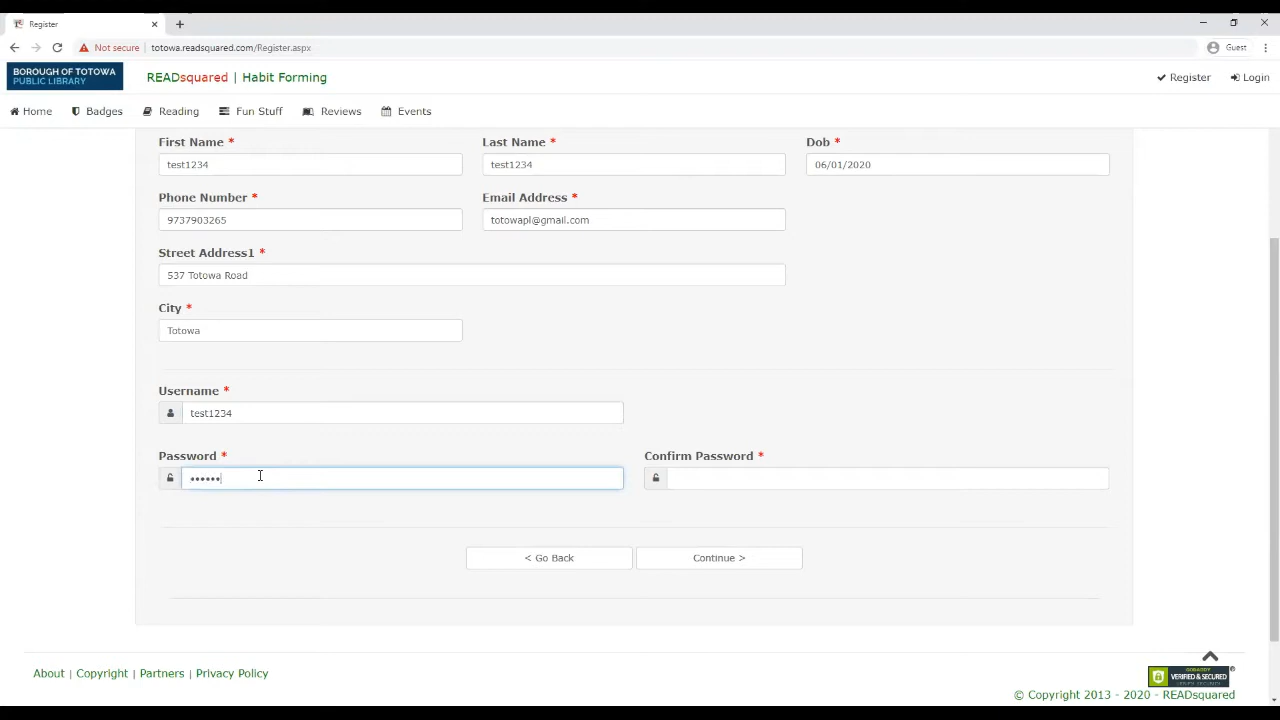 Register
Not secure totowa.readsquared.com/Register.aspx Guest
BOROUGH OF TOTOWA
PUBLIC LIBRARY
READsquared | Habit Forming
Register Login
Home Badges Reading Fun Stuff Reviews Events
First Name * Last Name * Dob *
test1234 test1234 06/01/2020
Phone Number * Email Address *
9737903265 totowapl@gmail.com
Street Address1 *
537 Totowa Road
City *
Totowa
Username *
test1234
Password * Confirm Password *
••••••
< Go Back Continue >
About | Copyright | Partners | Privacy Policy
GODADDY
VERIFIED & SECURED
© Copyright 2013 - 2020 - READsquared